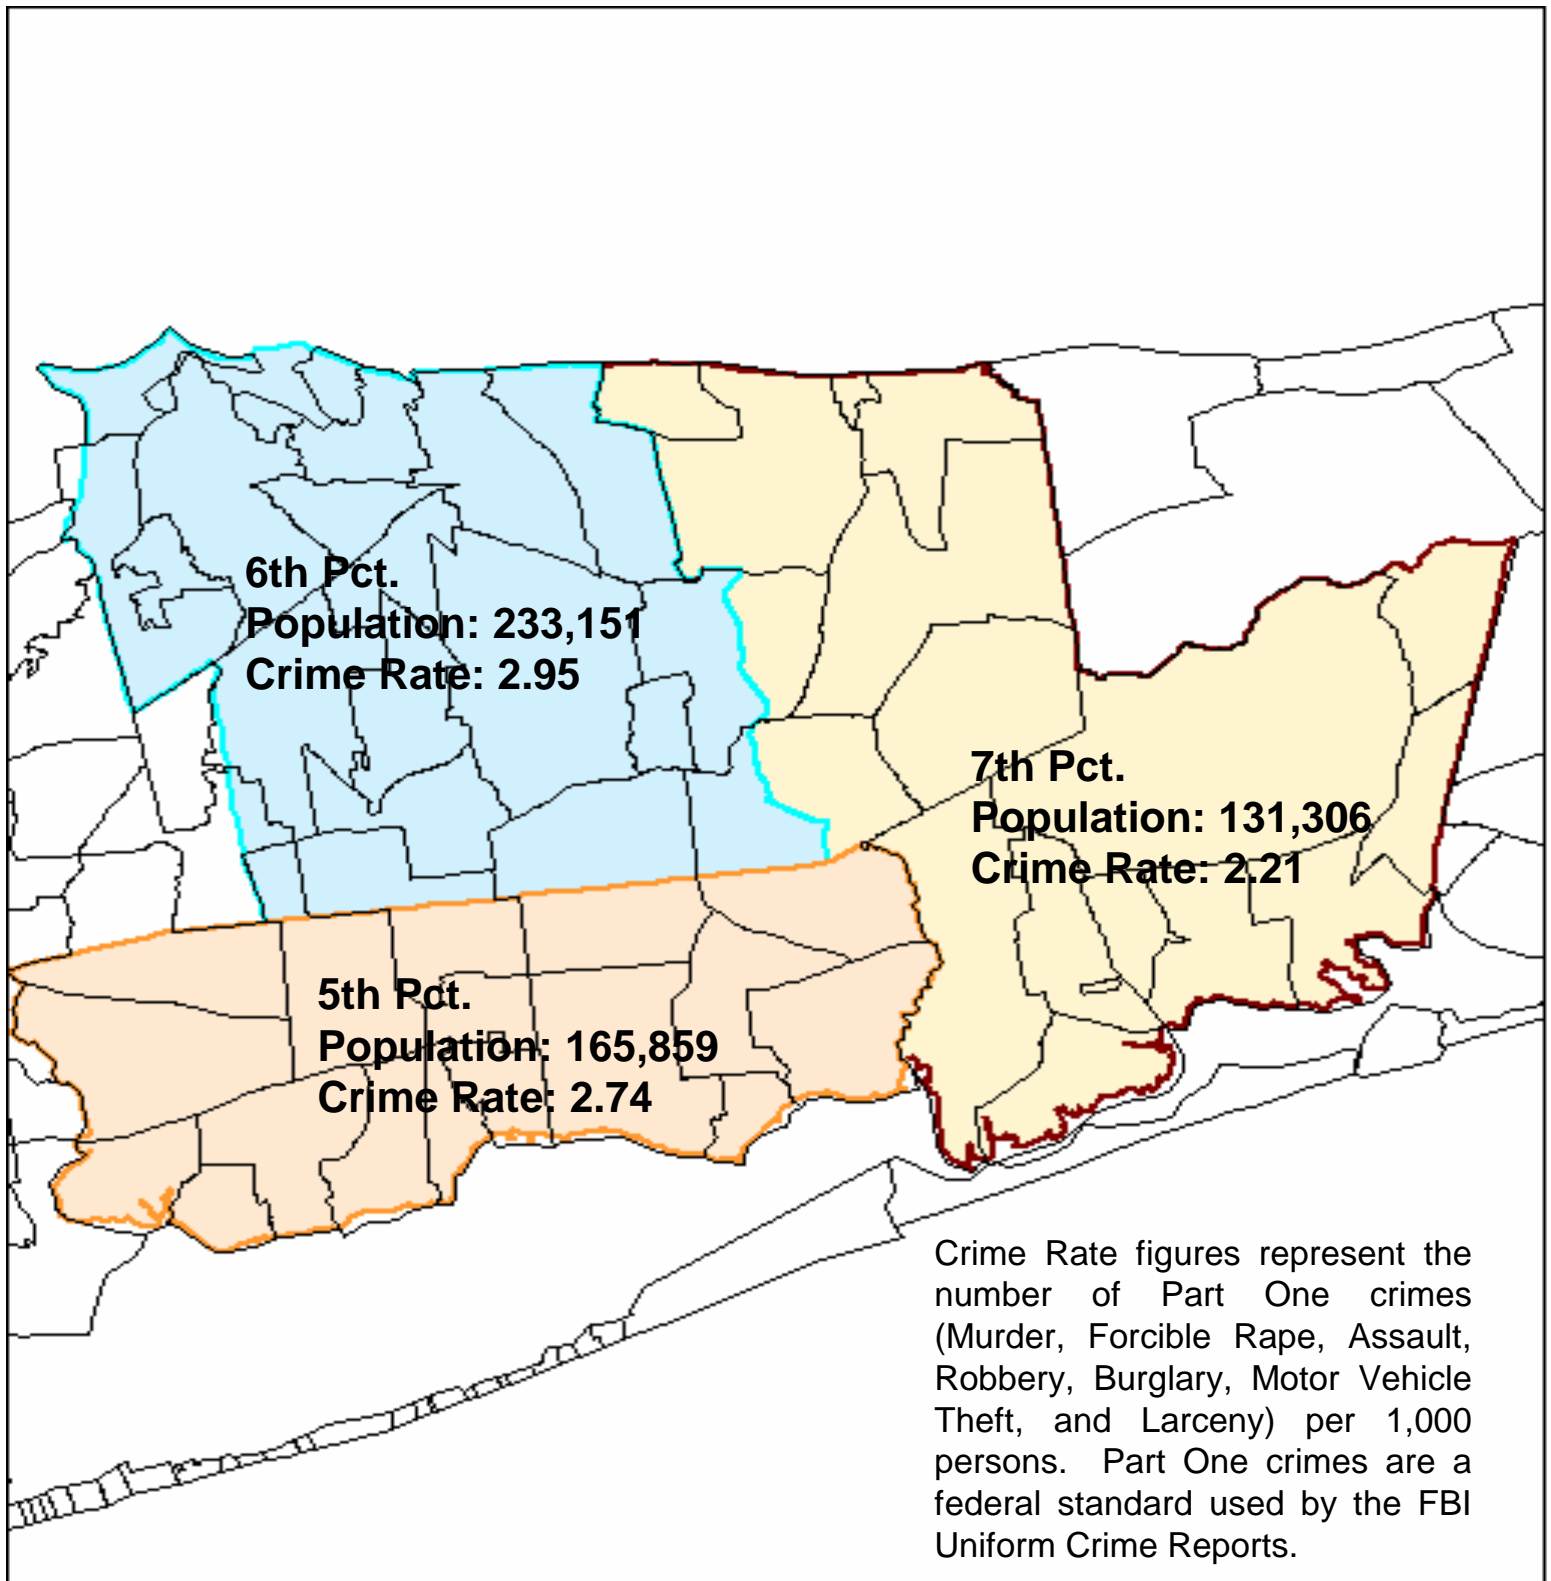 6th Pct.
Population: 233,151
Crime Rate: 2.95
7th Pct.
Population: 131,306
Crime Rate: 2.21
5th Pct.
Population: 165,859
Crime Rate: 2.74
Crime Rate figures represent the
number of Part One crimes
(Murder, Forcible Rape, Assault,
Robbery, Burglary, Motor Vehicle
Theft, and Larceny) per 1,000
persons. Part One crimes are a
federal standard used by the FBI
Uniform Crime Reports.